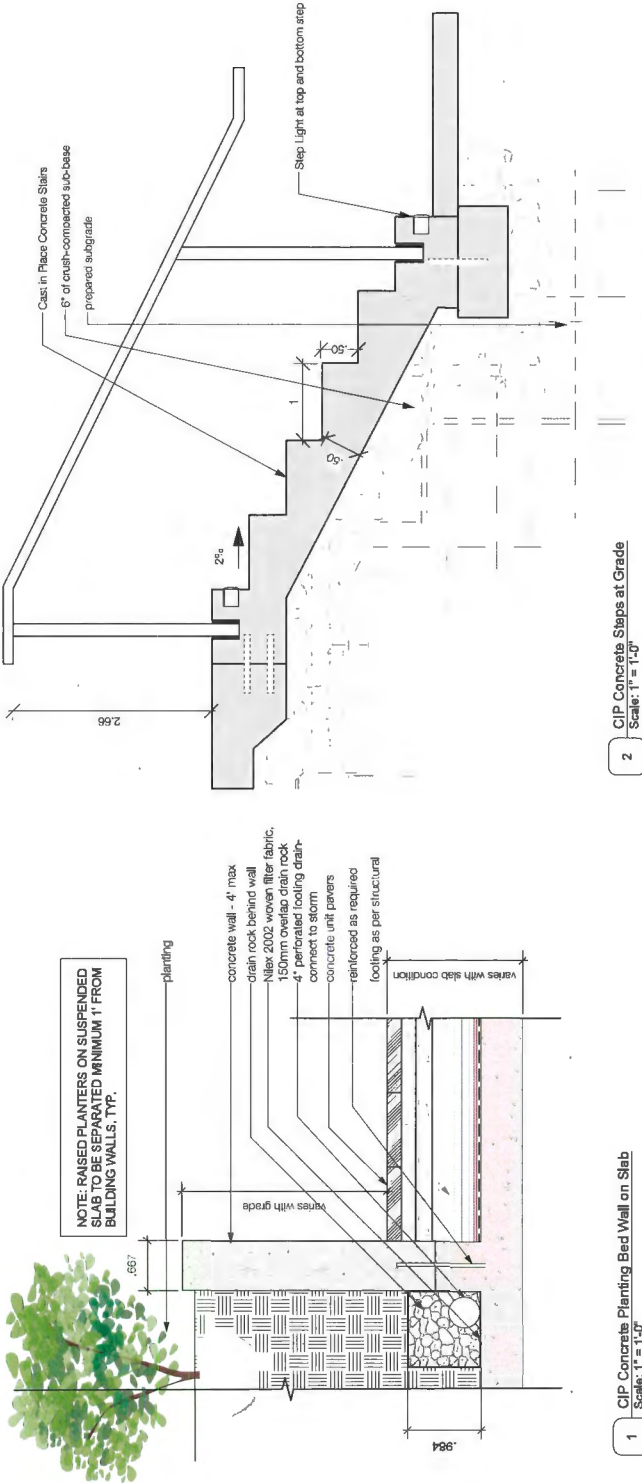 NOTE: RAISED PLANTERS ON SUSPENDED
SLAB TO BE SEPARATED MINIMUM 1' FROM
BUILDING WALLS, TYP.
planting
.667
concrete wall - 4' max
drain rock behind wall
Nilex 2002 woven filter fabric,
150mm overlap drain rock
4" perforated footing drain-
connect to storm
concrete unit pavers
reinforced as required
footing as per structural
varies with grade
varies with slab condition
.984
1
CIP Concrete Planting Bed Wall on Slab
Scale: 1" = 1'-0"
Cast in Place Concrete Stairs
6" of crush-compacted sub-base
prepared subgrade
Step Light at top and bottom step
2.66
2%
1
.50
.50
2
CIP Concrete Steps at Grade
Scale: 1" = 1'-0"